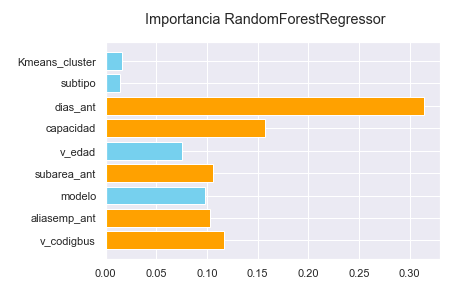 Importancia RandomForestRegressor
Kmeans_cluster
subtipo
dias_ant
capacidad
v_edad
subarea_ant
modelo
aliasemp_ant
v_codigbus
0.00 0.05 0.10 0.15 0.20 0.25 0.30